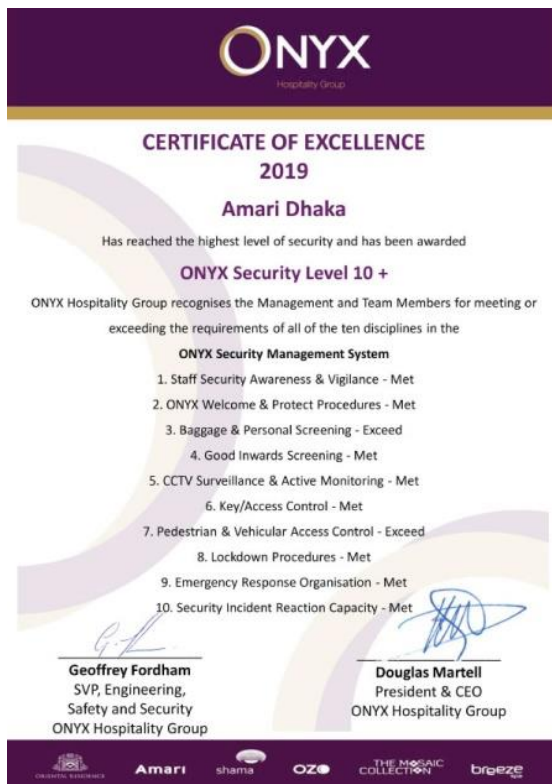 ONYX
Hospitality Group
CERTIFICATE OF EXCELLENCE
2019
Amari Dhaka
Has reached the highest level of security and has been awarded
ONYX Security Level 10 +
ONYX Hospitality Group recognises the Management and Team Members for meeting or
exceeding the requirements of all of the ten disciplines in the
ONYX Security Management System
1. Staff Security Awareness & Vigilance - Met
2. ONYX Welcome & Protect Procedures - Met
3. Baggage & Personal Screening - Exceed
4. Good Inwards Screening - Met
5. CCTV Surveillance & Active Monitoring - Met
6. Key/Access Control - Met
7. Pedestrian & Vehicular Access Control - Exceed
8. Lockdown Procedures - Met
9. Emergency Response Organisation - Met
10. Security Incident Reaction Capacity - Met
Geoffrey Fordham
SVP, Engineering,
Safety and Security
ONYX Hospitality Group
Douglas Martell
President & CEO
ONYX Hospitality Group
ORIENTAL RESIDENCE
Amari
shama
OZO
THE MOSAIC
COLLECTION
breeze
spa